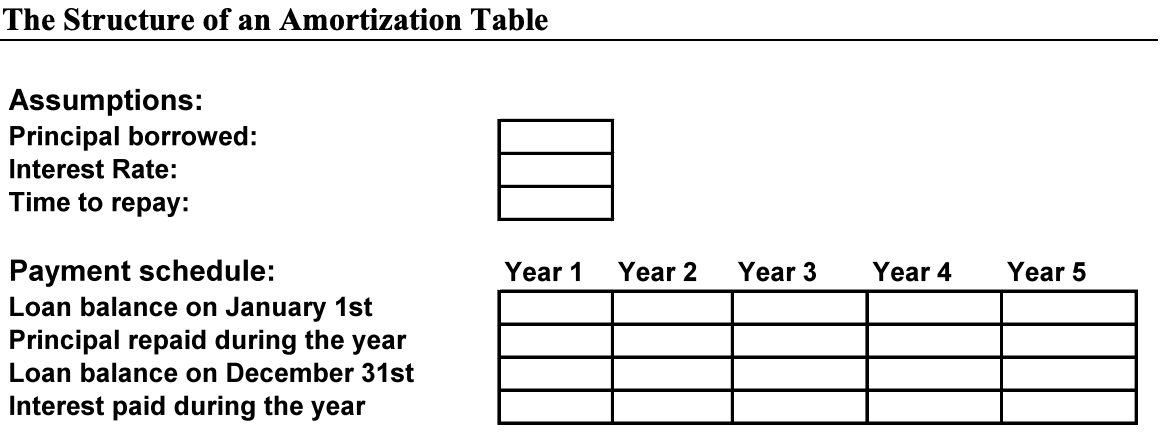 The Structure of an Amortization Table
Assumptions:
Principal borrowed:
Interest Rate:
Time to repay:
Payment schedule: Year 1 Year 2 Year 3 Year 4 Year 5
Loan balance on January 1st
Principal repaid during the year
Loan balance on December 31st
Interest paid during the year